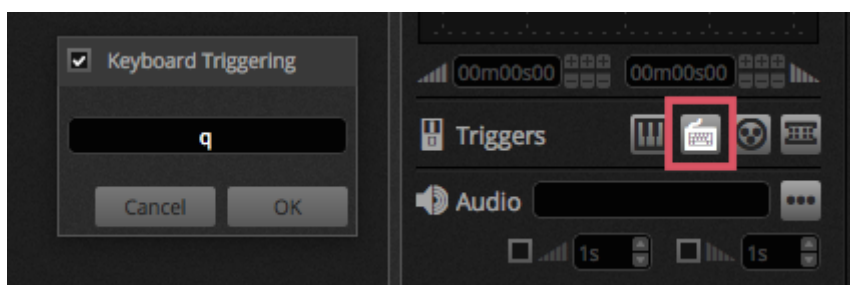 Keyboard Triggering
q
Cancel OK
00m00s00 00m00s00
Triggers
Audio
1s 1s